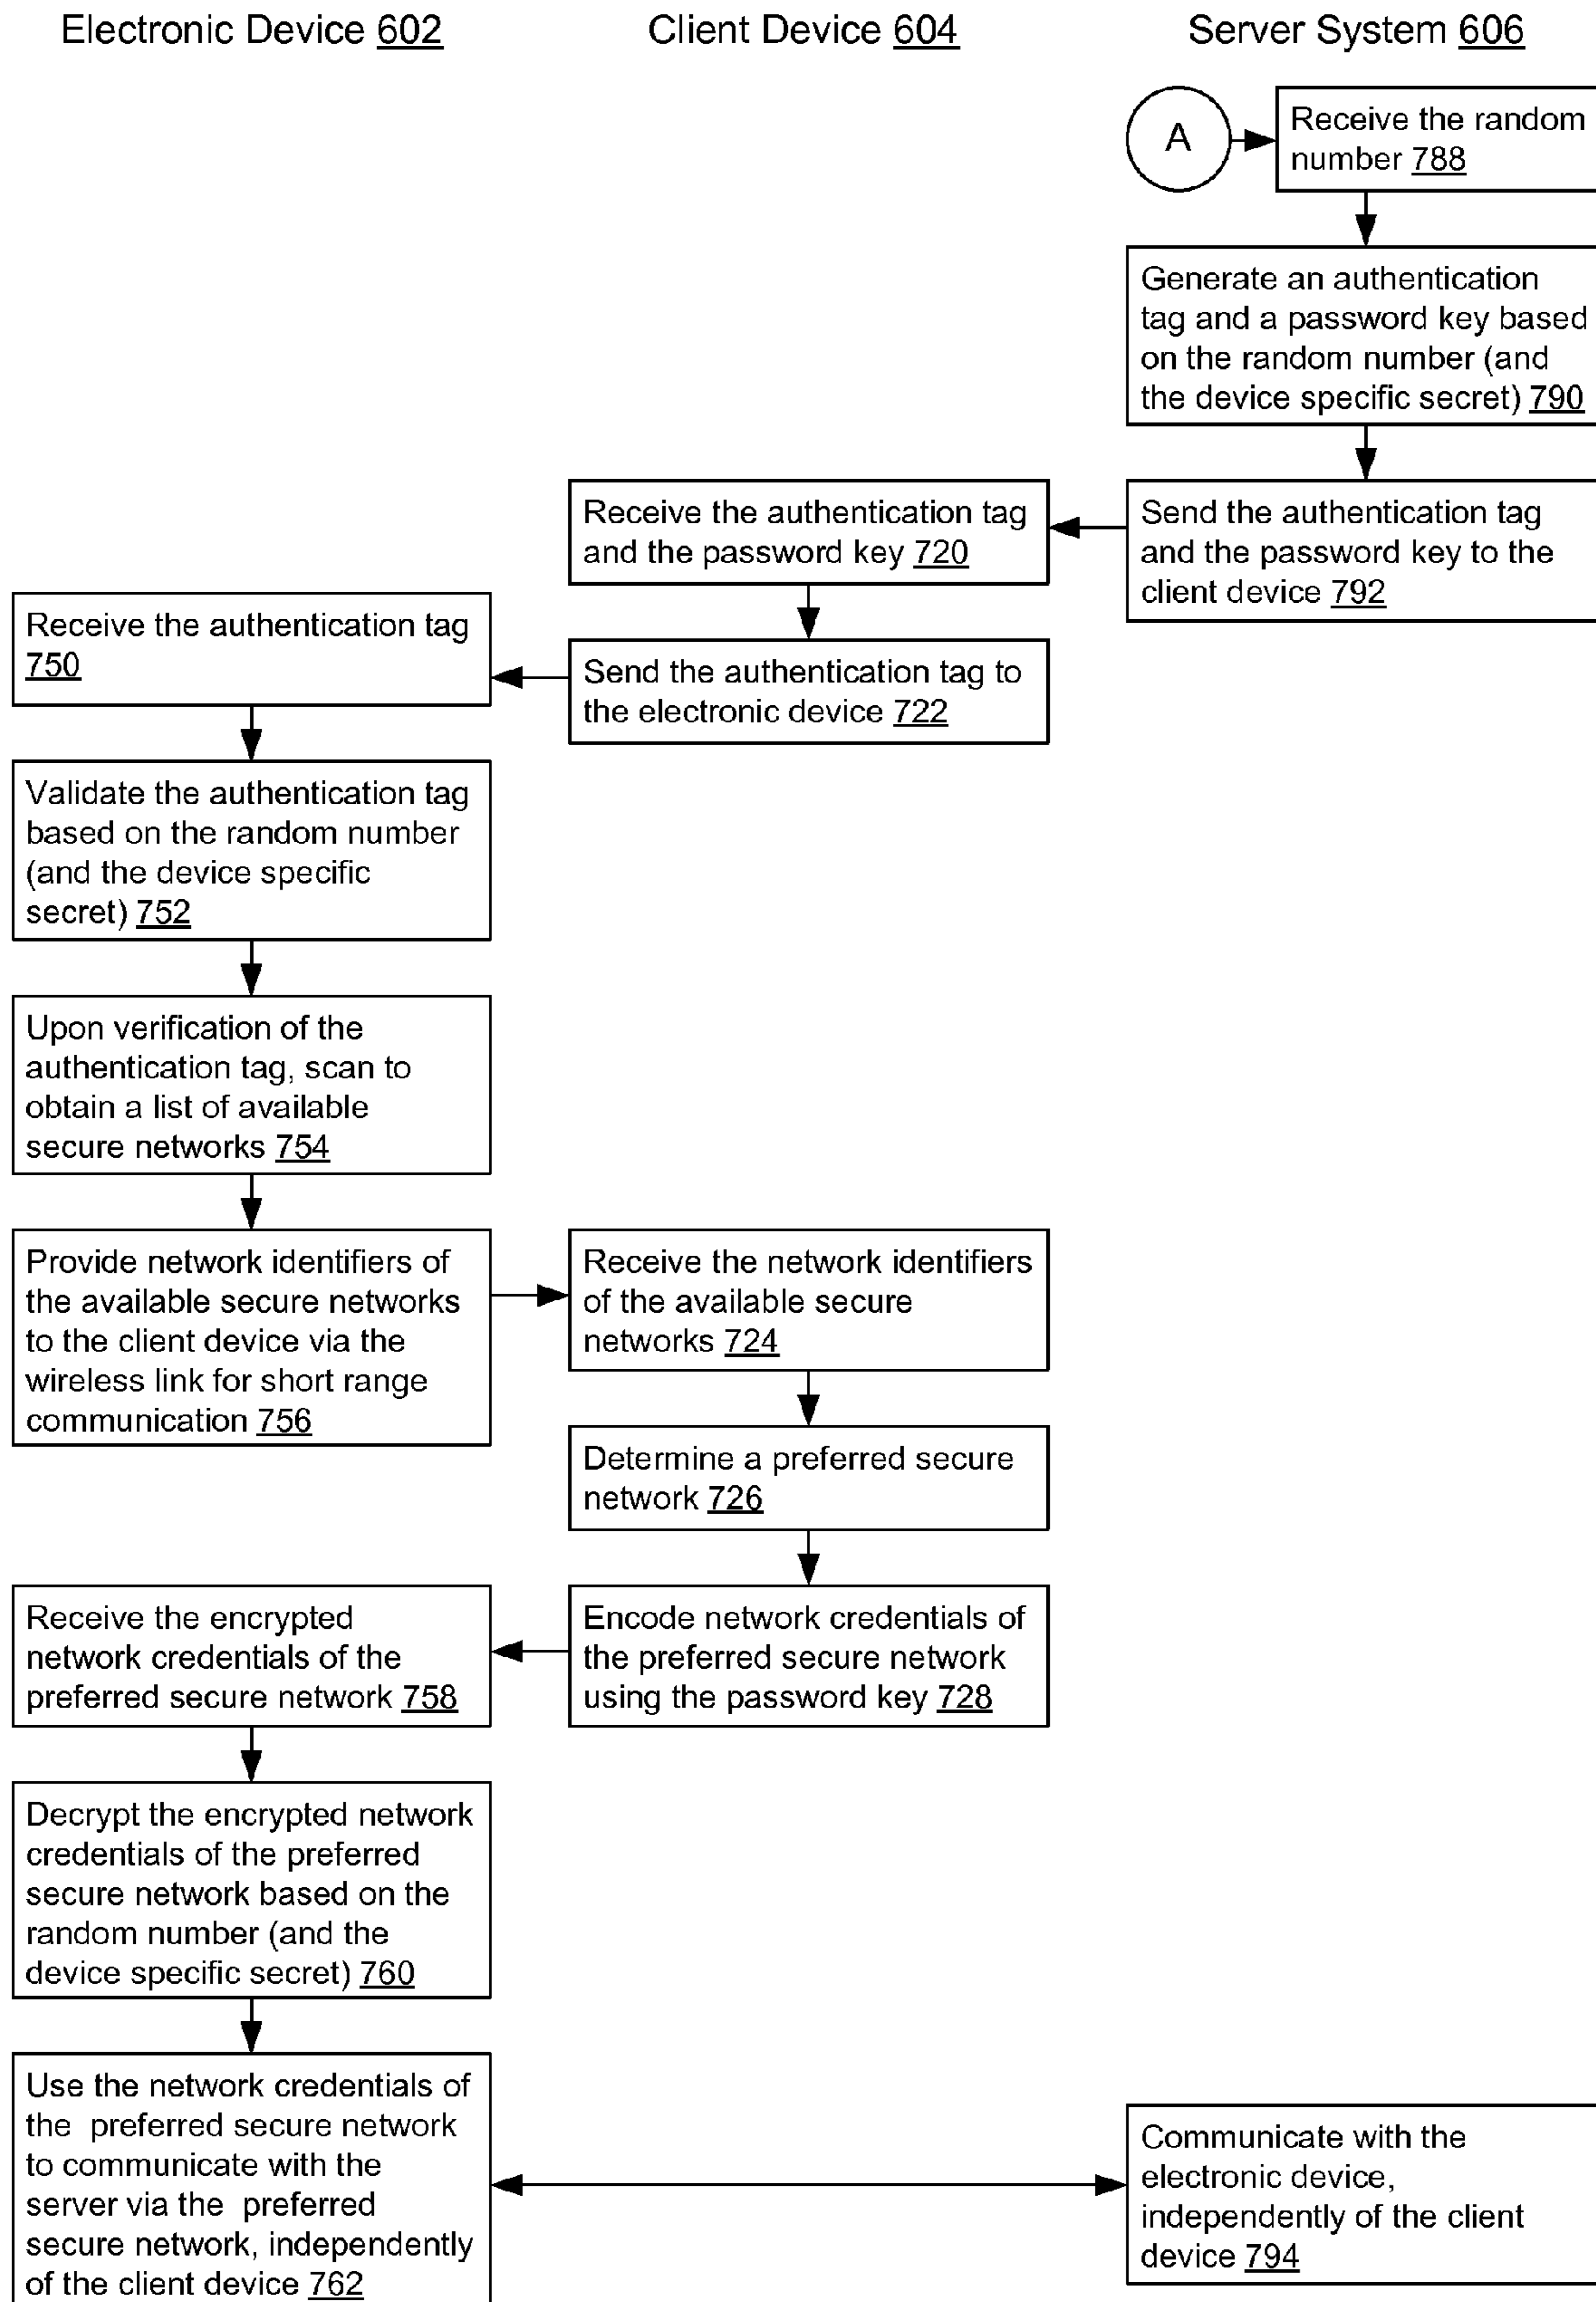 Electronic Device 602
Client Device 604
Server System 606
A
Receive the random
number 788
Generate an authentication
tag and a password key based
on the random number (and
the device specific secret) 790
Send the authentication tag
and the password key to the
client device 792
Receive the authentication tag
and the password key 720
Send the authentication tag to
the electronic device 722
Receive the authentication tag
750
Validate the authentication tag
based on the random number
(and the device specific
secret) 752
Upon verification of the
authentication tag, scan to
obtain a list of available
secure networks 754
Provide network identifiers of
the available secure networks
to the client device via the
wireless link for short range
communication 756
Receive the network identifiers
of the available secure
networks 724
Determine a preferred secure
network 726
Encode network credentials of
the preferred secure network
using the password key 728
Receive the encrypted
network credentials of the
preferred secure network 758
Decrypt the encrypted network
credentials of the preferred
secure network based on the
random number (and the
device specific secret) 760
Use the network credentials of
the preferred secure network
to communicate with the
server via the preferred
secure network, independently
of the client device 762
Communicate with the
electronic device,
independently of the client
device 794